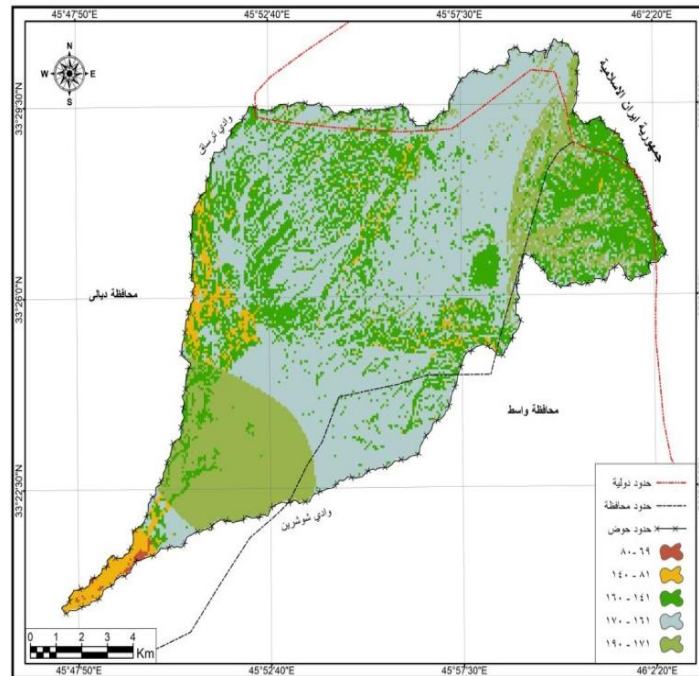 45°47'50"E 45°52'40"E 45°57'30"E 46°2'20"E
N
W E
S
33°29'30"N
33°26'0"N
33°22'30"N
جمهورية ايران الاسلامية
وادي ترساق
محافظة ديالى
محافظة واسط
وادي شوشرين
حدود دولية
حدود محافظة
حدود حوض
٦٩ - ٨٠
٨١ - ١٤٠
١٤١ - ١٦٠
١٦١ - ١٧٠
١٧١ - ١٩٠
0 1 2 3 4
Km
45°47'50"E 45°52'40"E 45°57'30"E 46°2'20"E